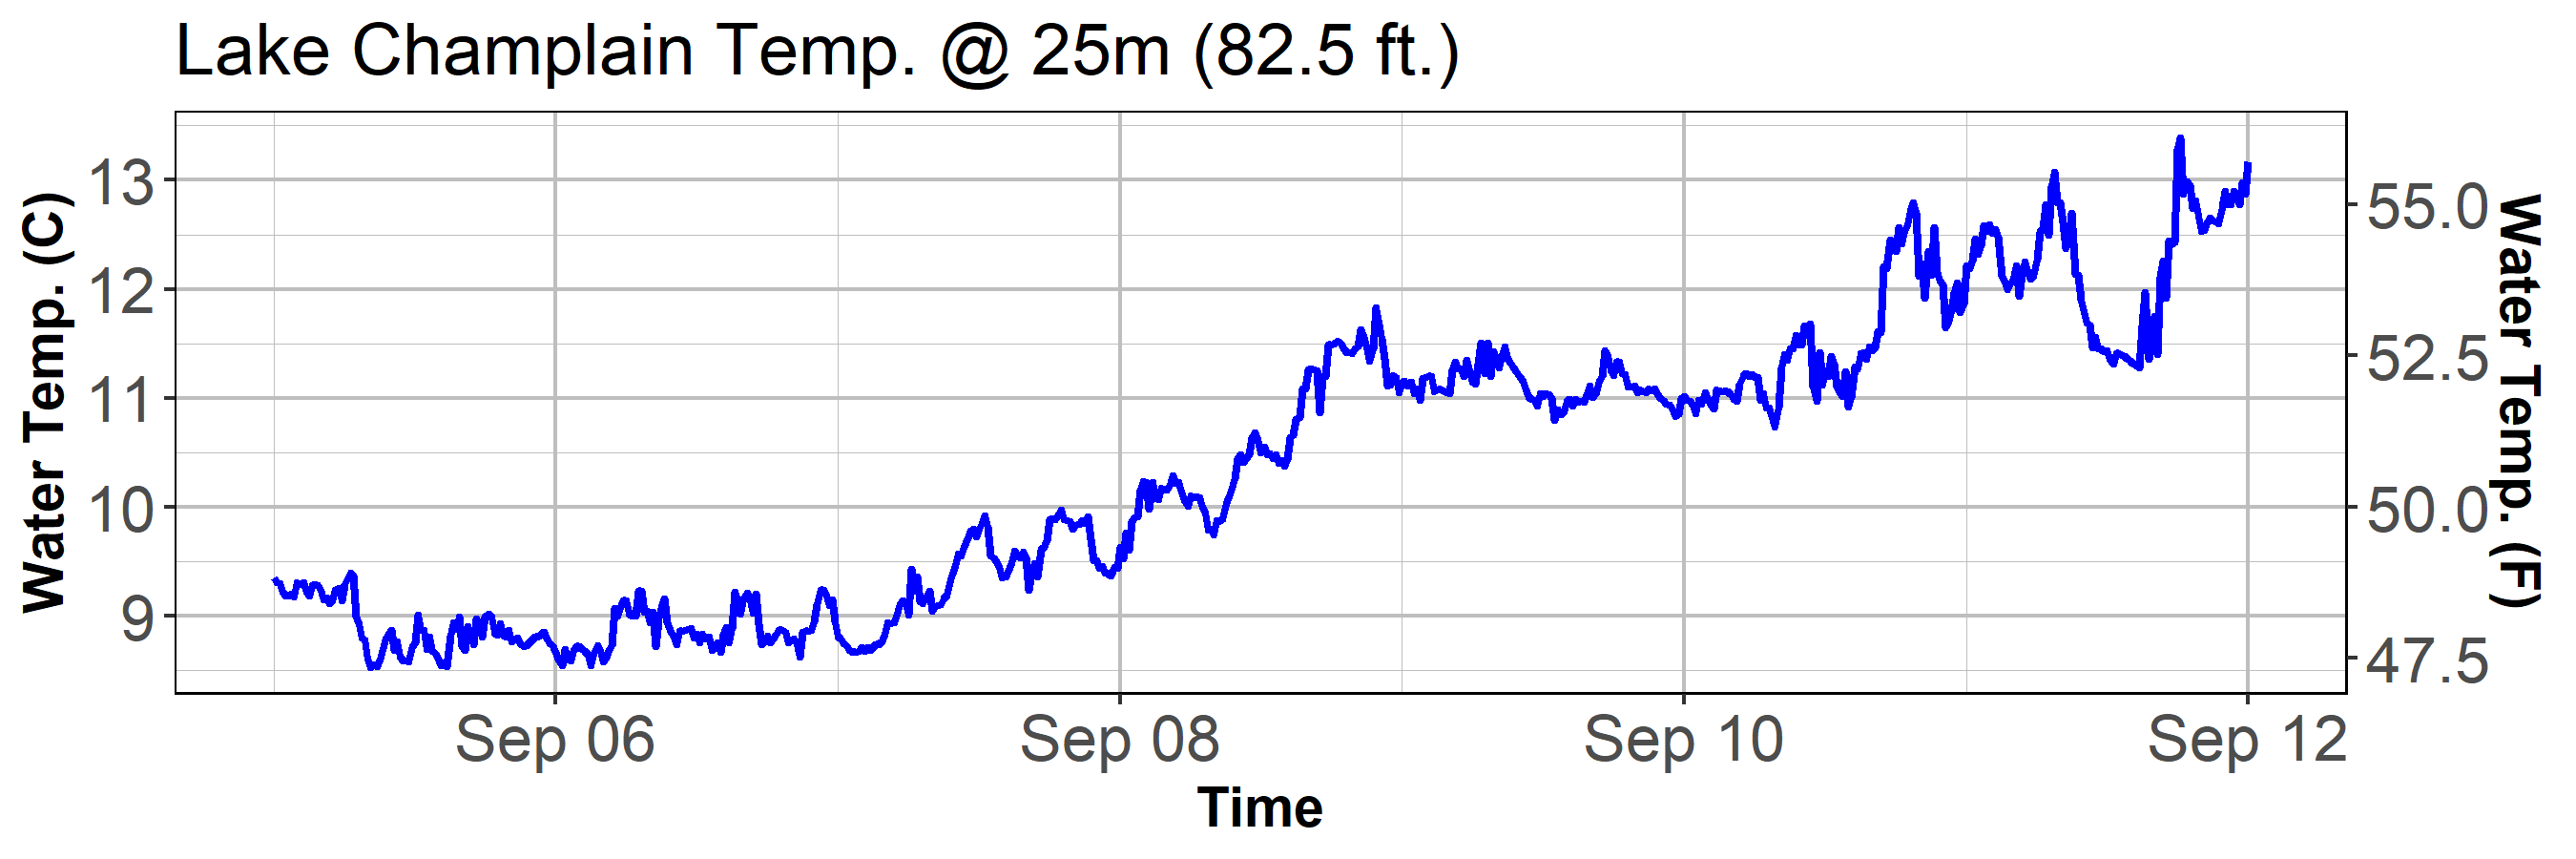 Lake Champlain Temp. @ 25m (82.5 ft.)
Water Temp. (C)
13
12
11
10
9
55.0
52.5
50.0
47.5
Water Temp. (F)
Sep 06
Sep 08
Sep 10
Sep 12
Time